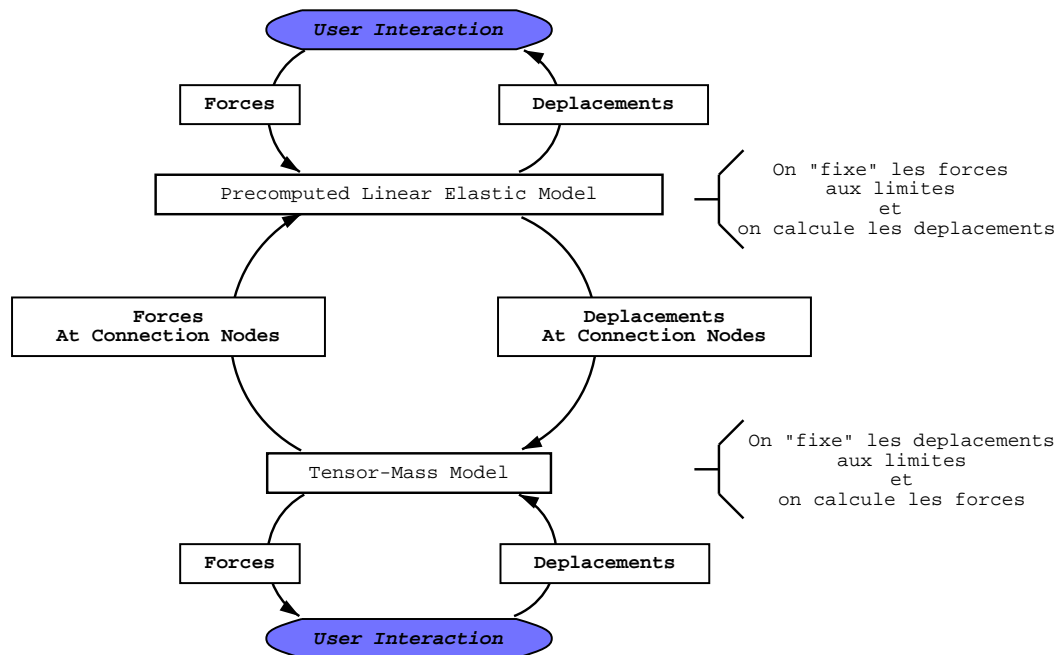 User Interaction
Forces
Deplacements
Precomputed Linear Elastic Model
On "fixe" les forces
aux limites
et
on calcule les deplacements
Forces
At Connection Nodes
Deplacements
At Connection Nodes
Tensor-Mass Model
On "fixe" les deplacements
aux limites
et
on calcule les forces
Forces
Deplacements
User Interaction